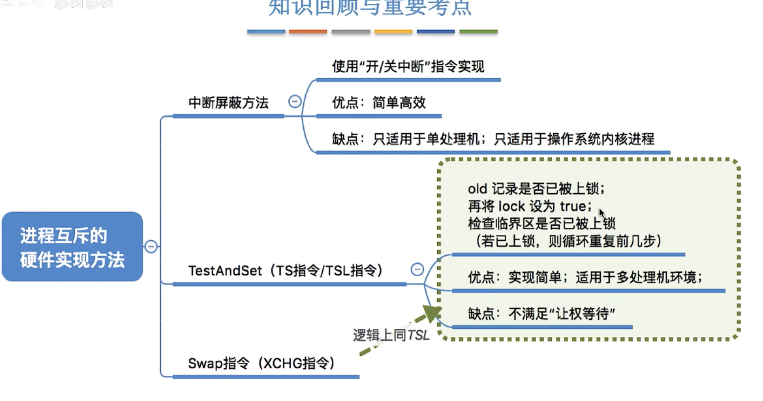 知识回顾与重要考点
使用“开/关中断”指令实现
中断屏蔽方法
优点：简单高效
缺点：只适用于单处理机；只适用于操作系统内核进程
old 记录是否已被上锁；
再将 lock 设为 true；
检查临界区是否已被上锁
（若已上锁，则循环重复前几步）
进程互斥的
硬件实现方法
TestAndSet（TS指令/TSL指令）
优点：实现简单；适用于多处理机环境；
缺点：不满足“让权等待”
逻辑上同TSL
Swap指令（XCHG指令）